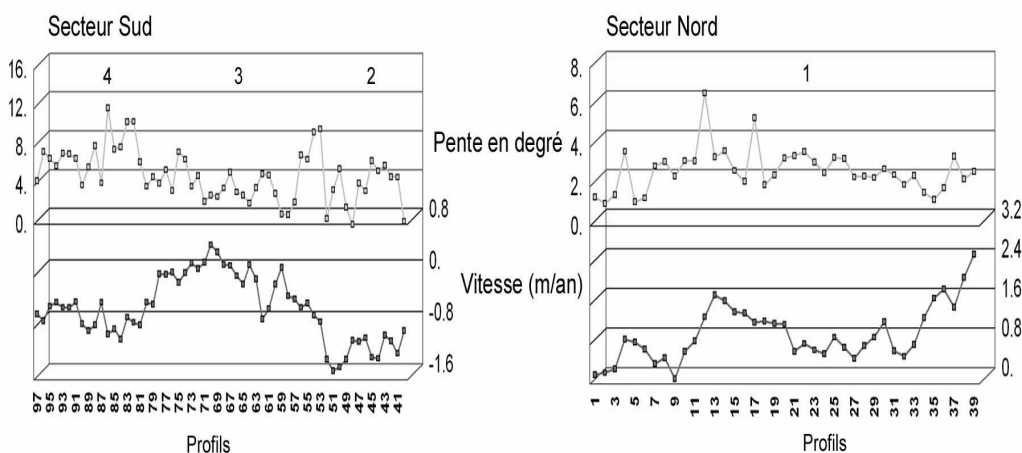 Secteur Sud
Secteur Nord
16.
12.
8.
4.
0.
4
3
2
Pente en degré
8.
6.
4.
2.
0.
1
0.8
0.
-0.8
-1.6
Vitesse (m/an)
3.2
2.4
1.6
0.8
0.
97 95 93 91 89 87 85 83 81 79 77 75 73 71 69 67 65 63 61 59 57 55 53 51 49 47 45 43 41
1 3 5 7 9 11 13 15 17 19 21 23 25 27 29 31 33 35 37 39
Profils
Profils